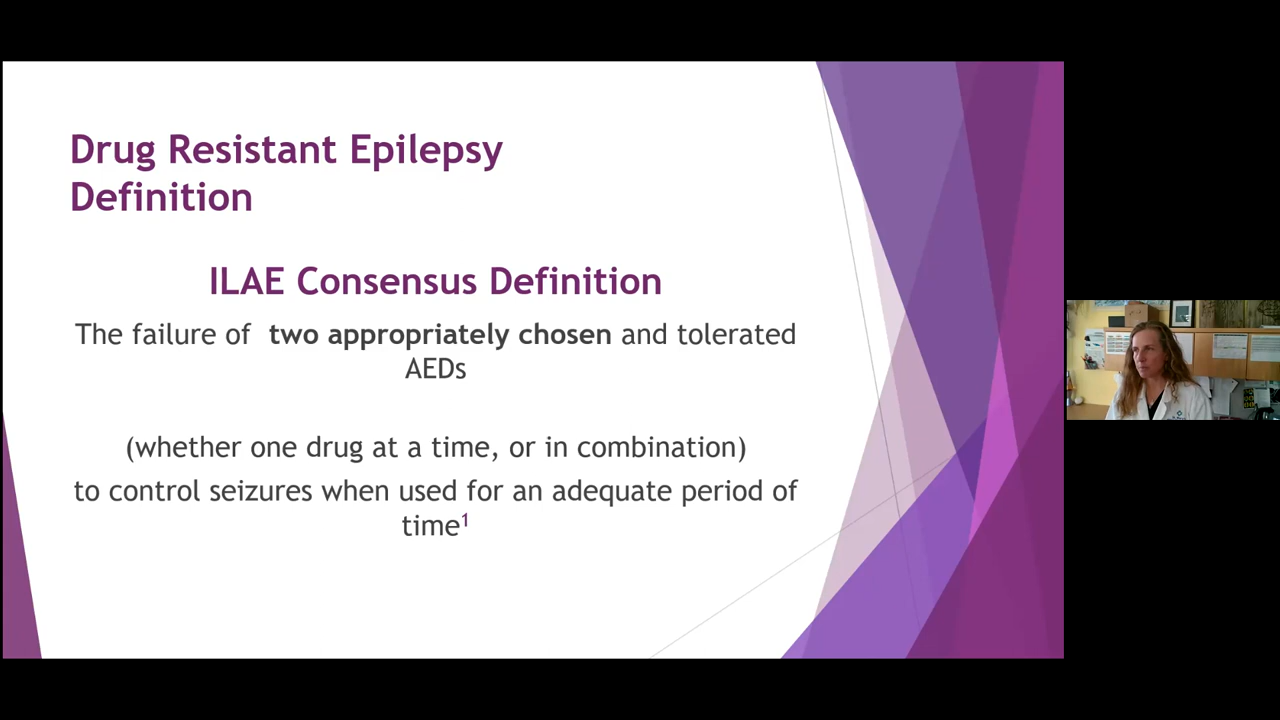 Drug Resistant Epilepsy
Definition
ILAE Consensus Definition
The failure of two appropriately chosen and tolerated
AEDs
(whether one drug at a time, or in combination)
to control seizures when used for an adequate period of
time1